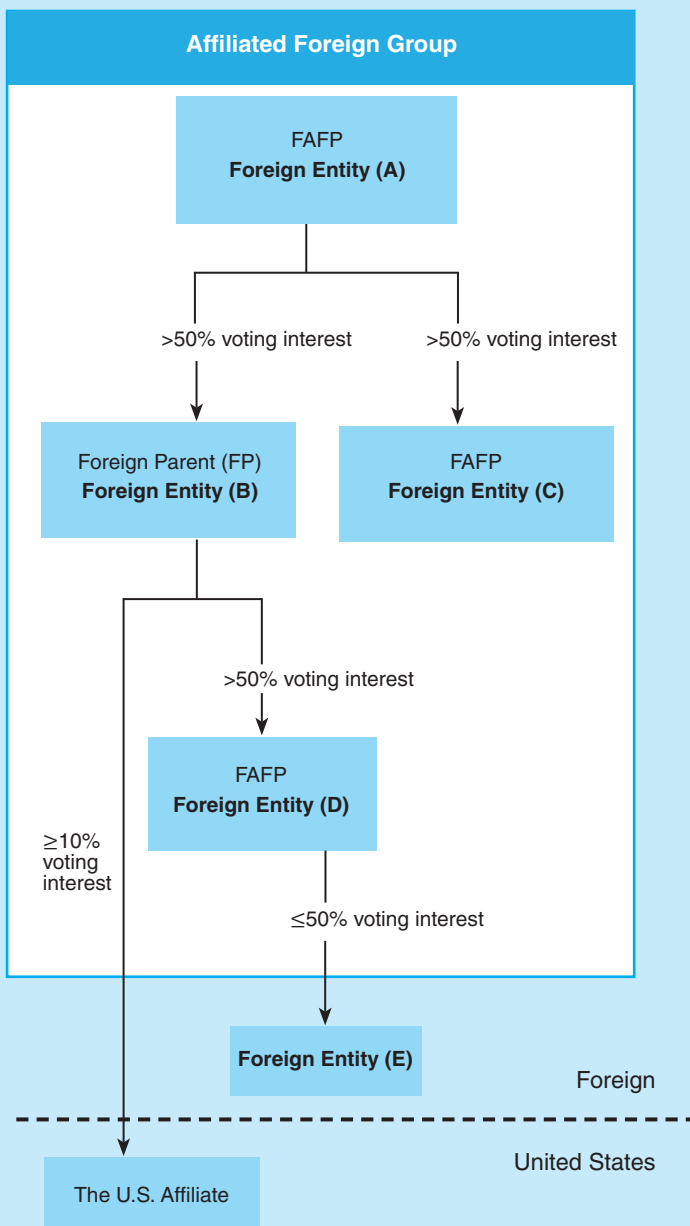 Affiliated Foreign Group
FAFP
Foreign Entity (A)
>50% voting interest
>50% voting interest
Foreign Parent (FP)
Foreign Entity (B)
FAFP
Foreign Entity (C)
>50% voting interest
FAFP
Foreign Entity (D)
≥10%
voting
interest
≤50% voting interest
Foreign Entity (E)
Foreign
United States
The U.S. Affiliate